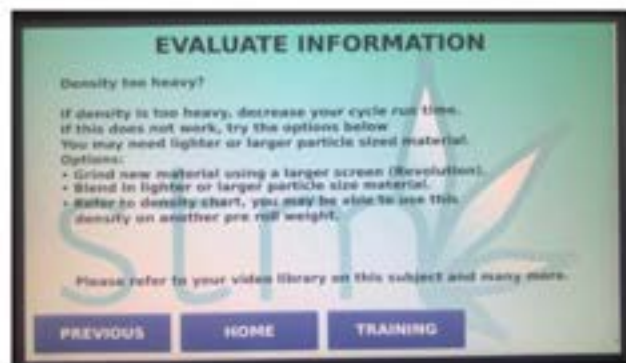 EVALUATE INFORMATION
Density too heavy?
If density is too heavy, decrease your cycle run time.
If this does not work, try the options below
You may need lighter or larger particle sized material.
Options:
• Grind new material using a larger screen (Revolution).
• Blend in lighter or larger particle size material.
• Refer to density chart, you may be able to use this
density on another pre roll weight.
stm
Please refer to your video library on this subject and many more.
PREVIOUS
HOME
TRAINING